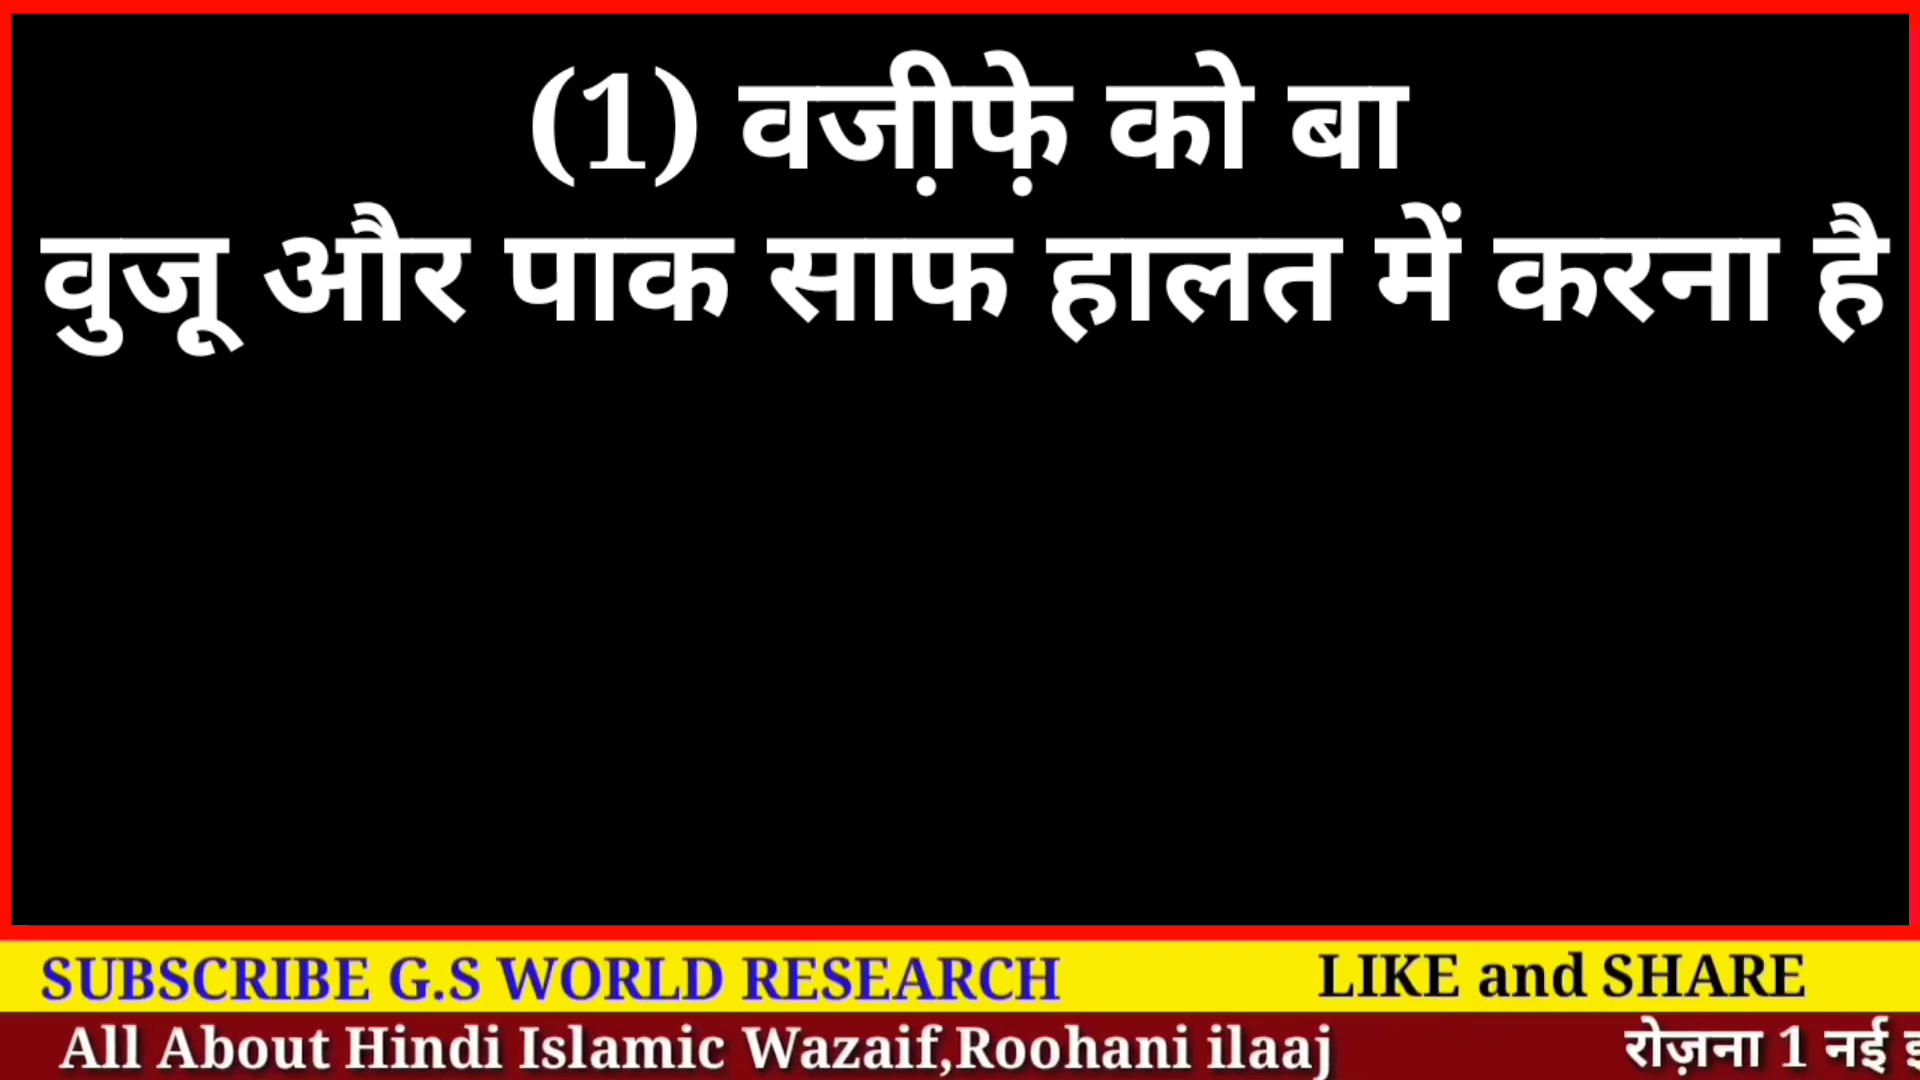 (1) वज़ीफ़े को बा
वुजू और पाक साफ हालत में करना है
SUBSCRIBE G.S WORLD RESEARCH LIKE and SHARE
All About Hindi Islamic Wazaif,Roohani ilaaj रोज़ना 1 नई